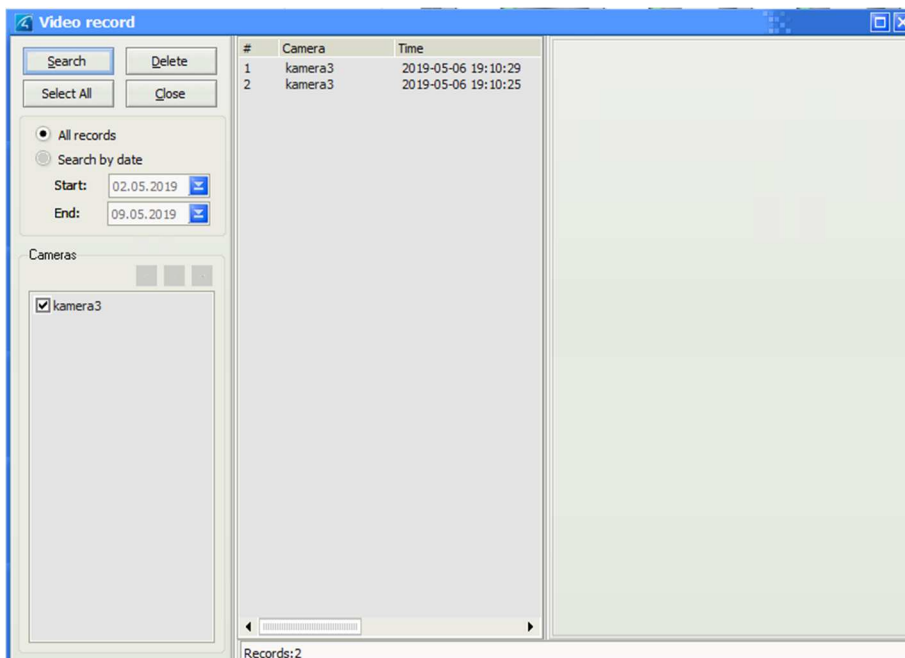 Video record
Search Delete
Select All Close
All records
Search by date
Start: 02.05.2019
End: 09.05.2019
Cameras
kamera3
# Camera Time
1 kamera3 2019-05-06 19:10:29
2 kamera3 2019-05-06 19:10:25
Records:2